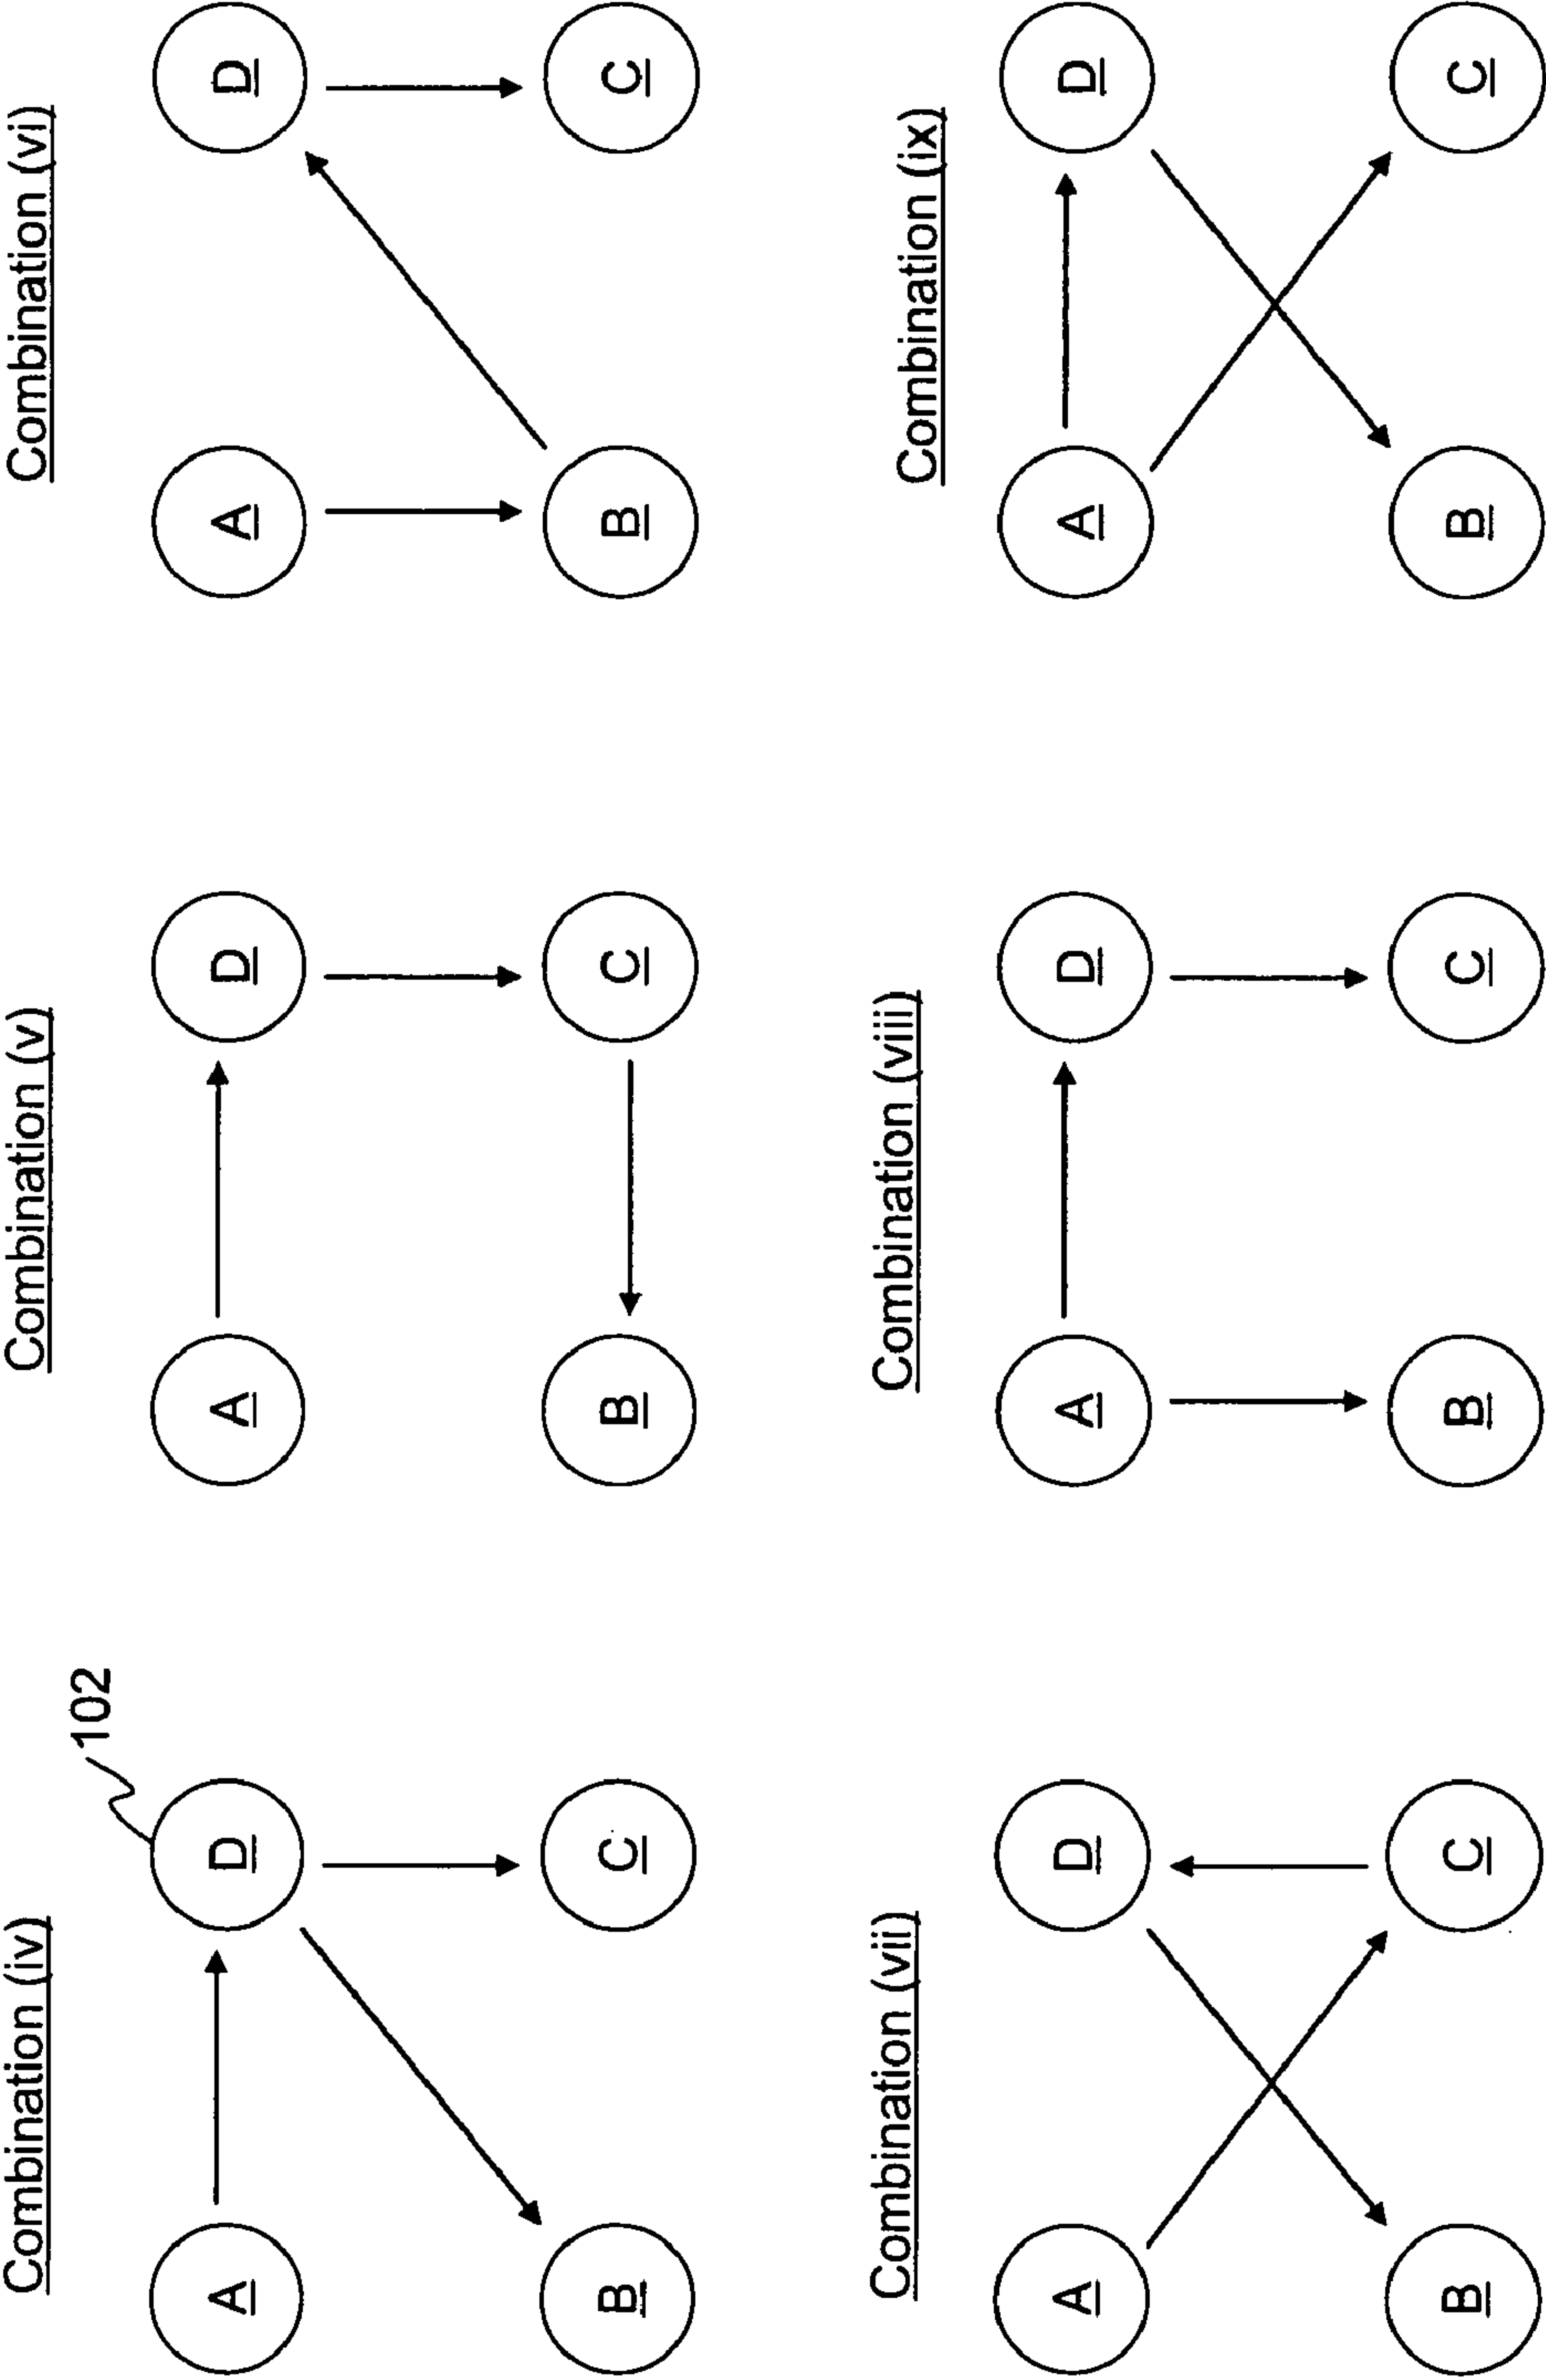 Combination (iv)
102
A
D
B
C
Combination (v)
A
D
B
C
Combination (vi)
A
D
B
C
Combination (vii)
A
D
B
C
Combination (viii)
A
D
B
C
Combination (ix)
A
D
B
C